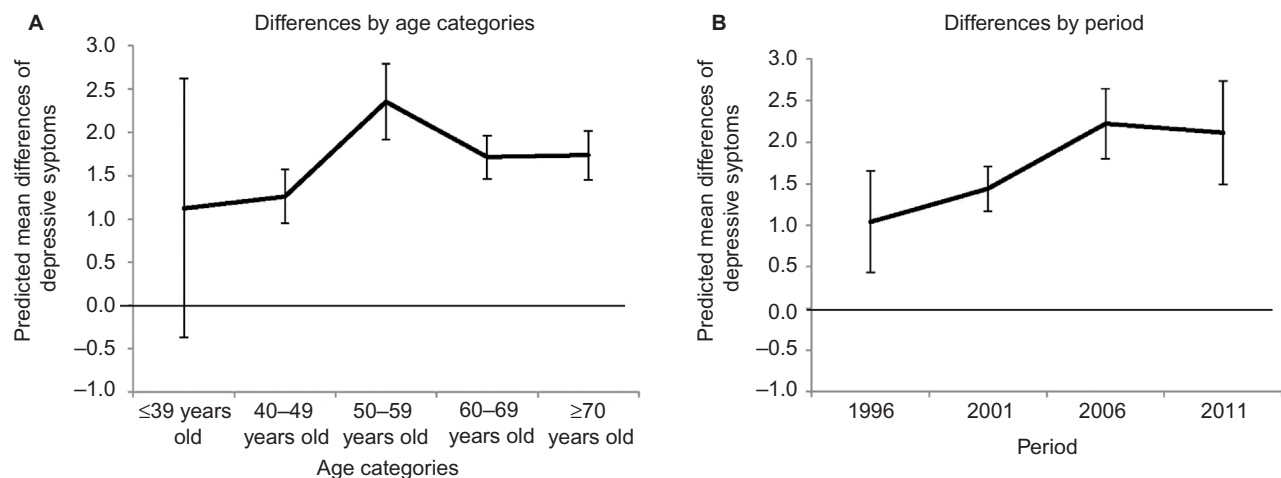 A
Differences by age categories
Predicted mean differences of
depressive syptoms
3.0
2.5
2.0
1.5
1.0
0.5
0.0
–0.5
–1.0
≤39 years
old
40–49
years old
50–59
years old
60–69
years old
≥70
years old
Age categories
B
Differences by period
Predicted mean differences of
depressive syptoms
3.0
2.5
2.0
1.5
1.0
0.5
0.0
–0.5
–1.0
1996
2001
2006
2011
Period